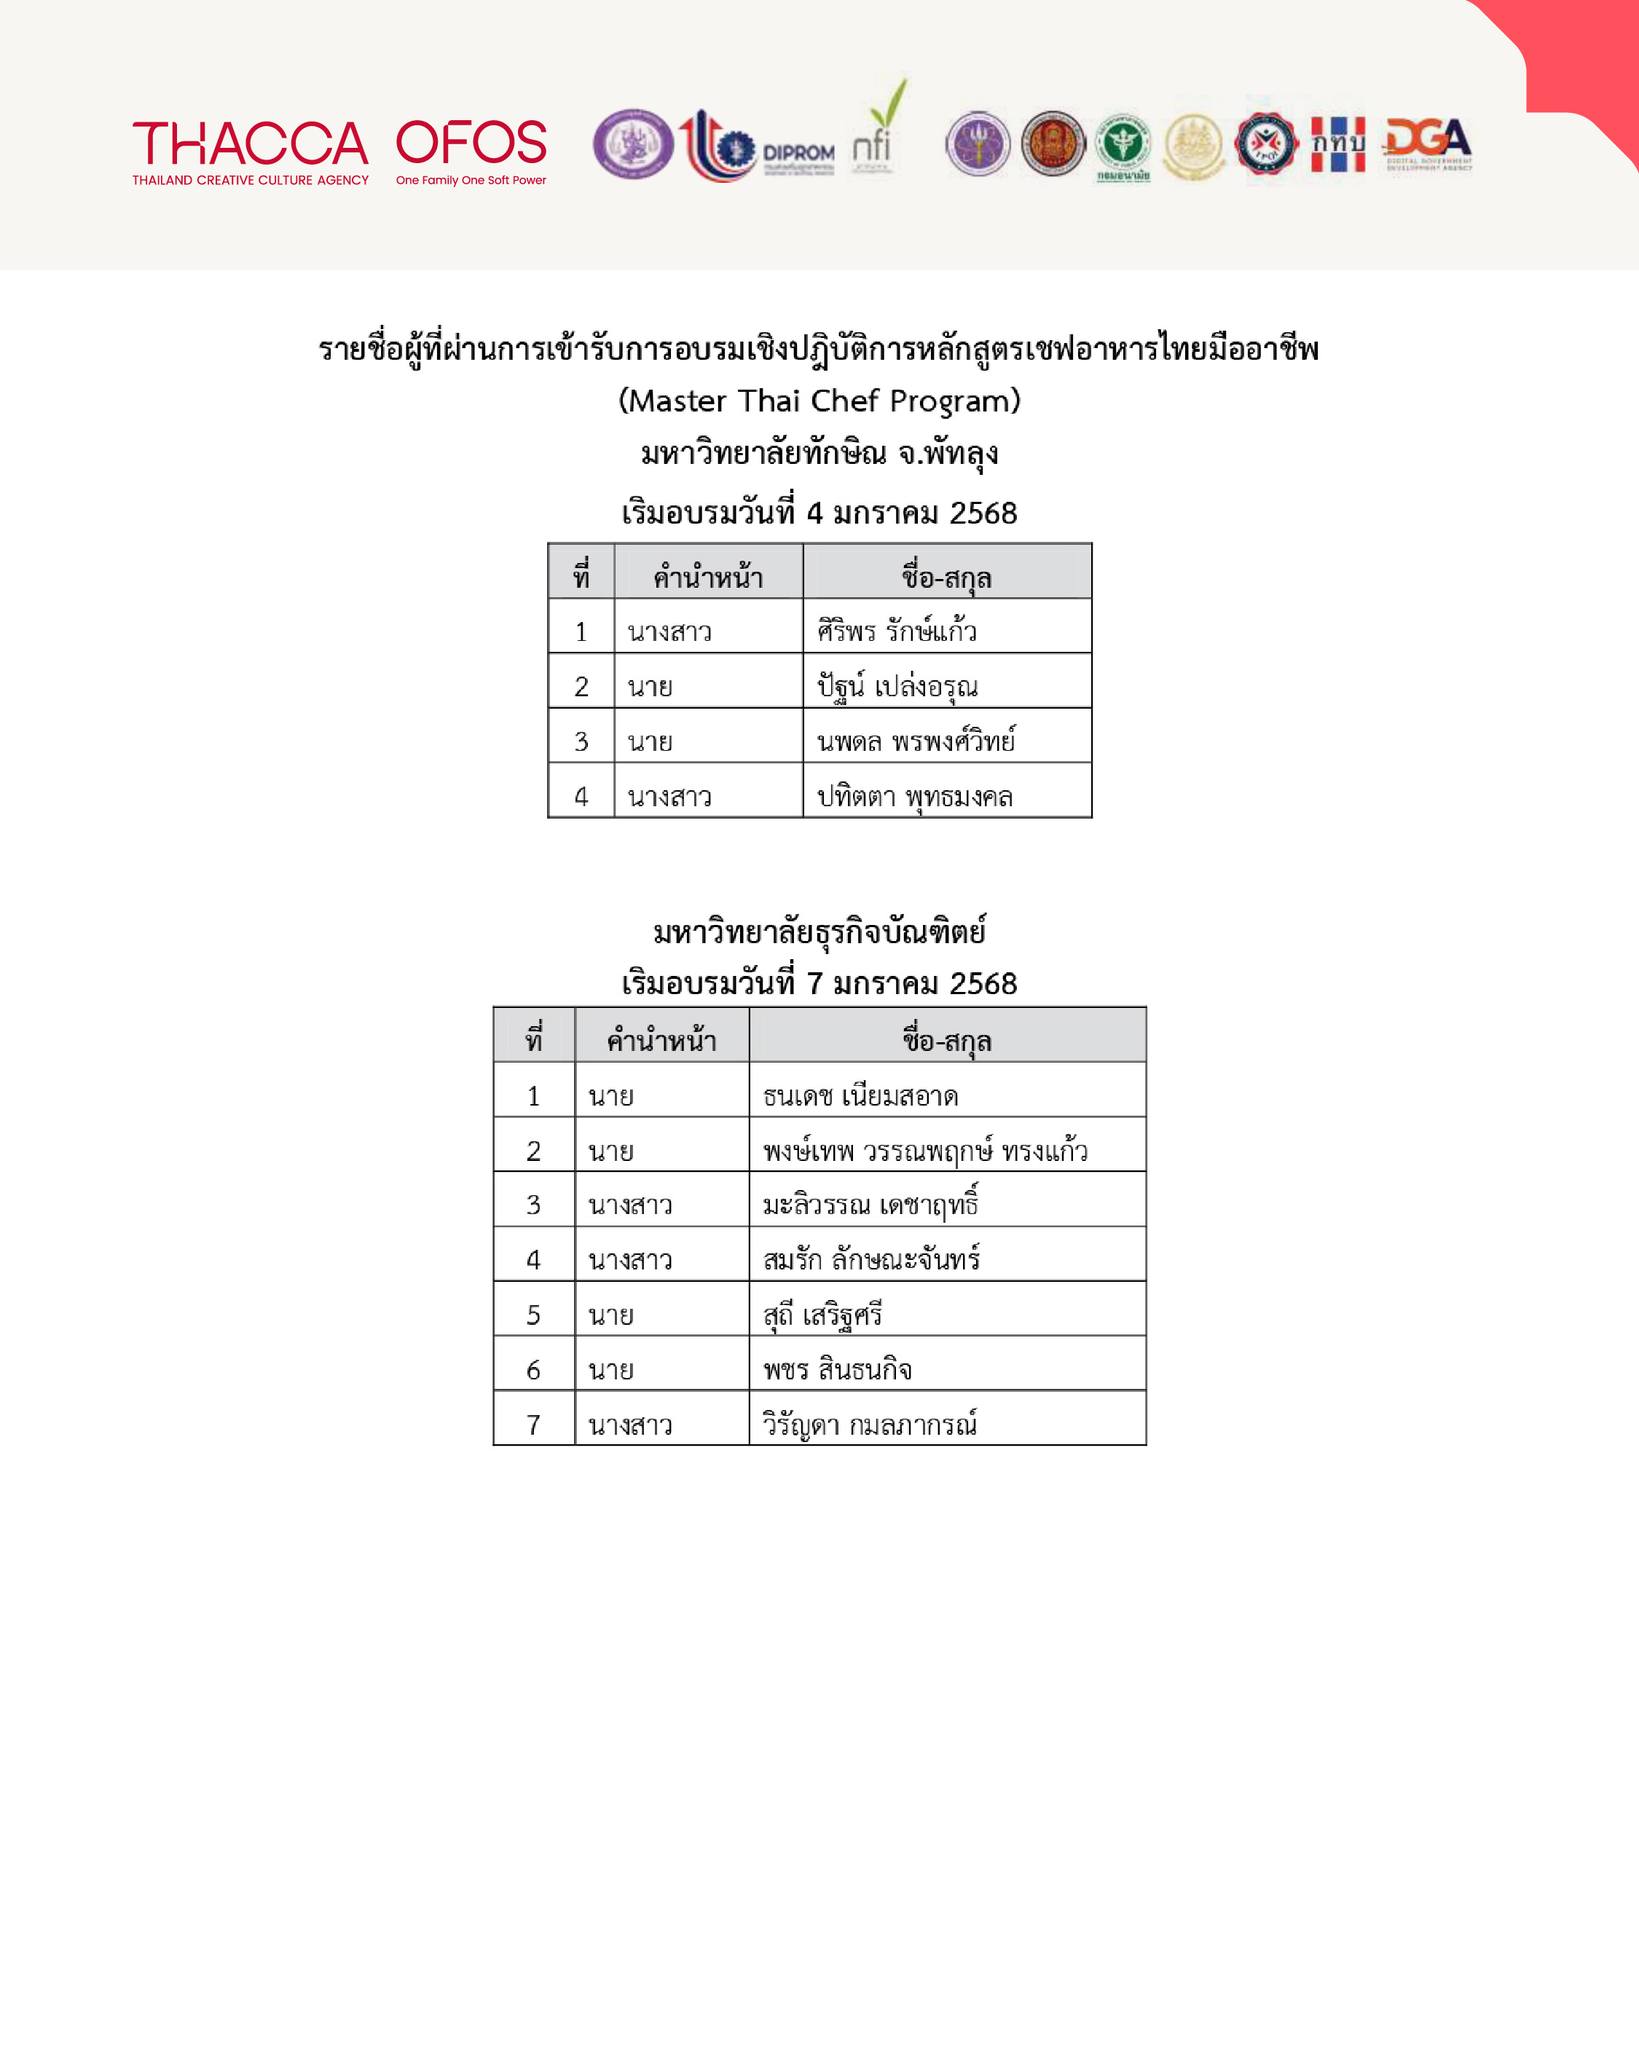 THACCA OFOS
THAILAND CREATIVE CULTURE AGENCY One Family One Soft Power
DIPROM
nfi
กรมอนามัย
กทบ
DGA
DIGITAL GOVERNMENT
DEVELOPMENT AGENCY
รายชื่อผู้ที่ผ่านการเข้ารับการอบรมเชิงปฎิบัติการหลักสูตรเชฟอาหารไทยมืออาชีพ
(Master Thai Chef Program)
มหาวิทยาลัยทักษิณ จ.พัทลุง
เริ่มอบรมวันที่ 4 มกราคม 2568
ที่ คำนำหน้า ชื่อ-สกุล
1 นางสาว ศิริพร รักษ์แก้ว
2 นาย ปัฐน์ เปล่งอรุณ
3 นาย นพดล พรพงศ์วิทย์
4 นางสาว ปทิตตา พุทธมงคล
มหาวิทยาลัยธุรกิจบัณฑิตย์
เริ่มอบรมวันที่ 7 มกราคม 2568
ที่ คำนำหน้า ชื่อ-สกุล
1 นาย ธนเดช เนียมสอาด
2 นาย พงษ์เทพ วรรณพฤกษ์ ทรงแก้ว
3 นางสาว มะลิวรรณ เดชาฤทธิ์
4 นางสาว สมรัก ลักษณะจันทร์
5 นาย สุถี เสริฐศรี
6 นาย พชร สินธนกิจ
7 นางสาว วิรัญดา กมลภากรณ์